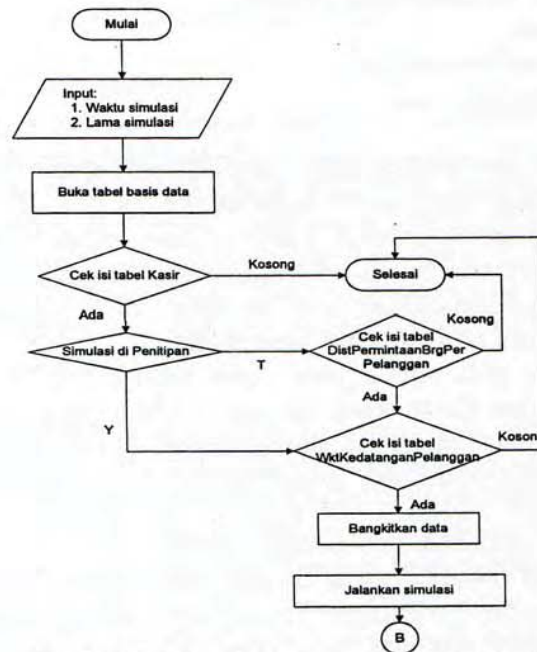 Mulai
Input:
1. Waktu simulasi
2. Lama simulasi
Buka tabel basis data
Cek isi tabel Kasir
Kosong
Selesai
Ada
Kosong
Simulasi di Penitipan
T
Cek isi tabel
DistPermintaanBrgPer
Pelanggan
Ada
Y
Cek isi tabel
WktKedatanganPelanggan
Kosong
Ada
Bangkitkan data
Jalankan simulasi
B